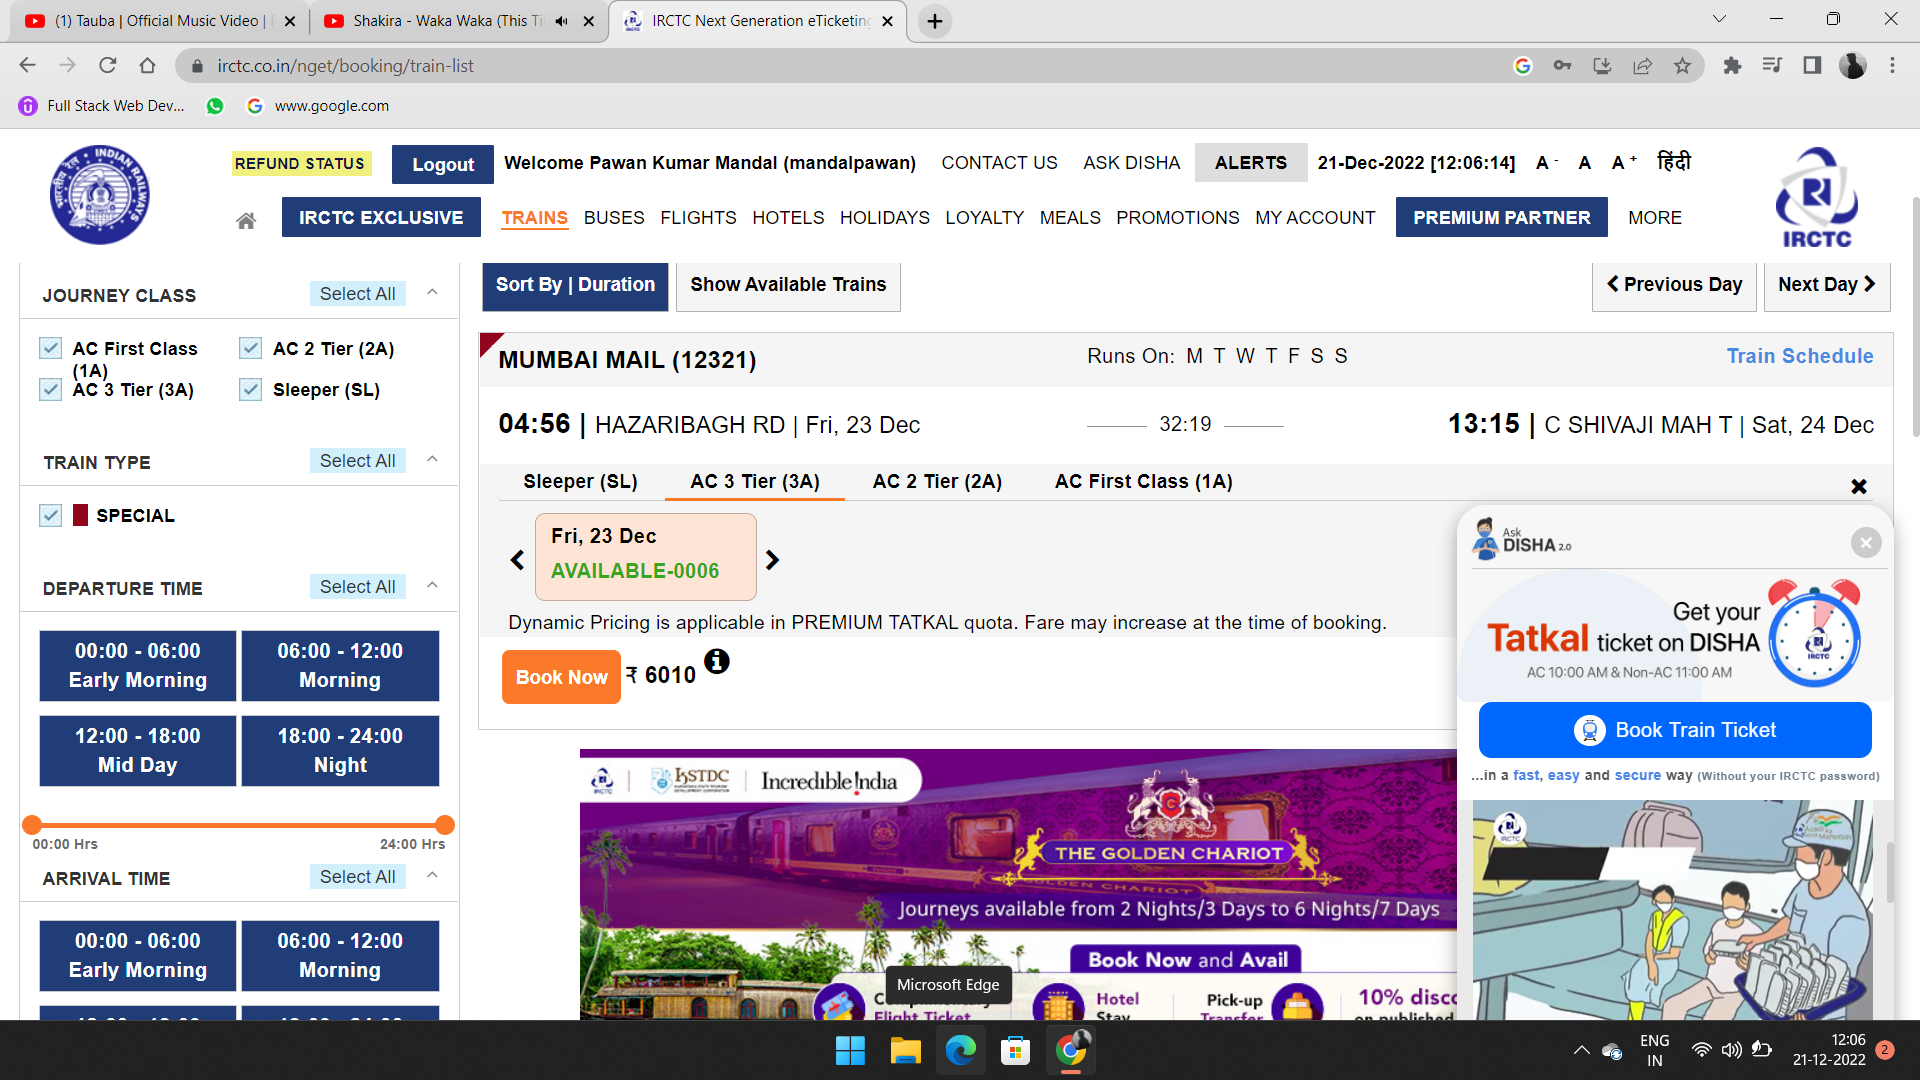 (1) Tauba | Official Music Video |
Shakira - Waka Waka (This Ti
IRCTC Next Generation eTicketing
irctc.co.in/nget/booking/train-list
Full Stack Web Dev...
www.google.com
INDIAN RAILWAYS
भारतीय रेल
REFUND STATUS
Logout
Welcome Pawan Kumar Mandal (mandalpawan)
CONTACT US
ASK DISHA
ALERTS
21-Dec-2022 [12:06:14]
A -
A
A +
हिंदी
IRCTC EXCLUSIVE
TRAINS
BUSES
FLIGHTS
HOTELS
HOLIDAYS
LOYALTY
MEALS
PROMOTIONS
MY ACCOUNT
PREMIUM PARTNER
MORE
IRCTC
JOURNEY CLASS
Select All
AC First Class (1A)
AC 2 Tier (2A)
AC 3 Tier (3A)
Sleeper (SL)
TRAIN TYPE
Select All
SPECIAL
DEPARTURE TIME
Select All
00:00 - 06:00
Early Morning
06:00 - 12:00
Morning
12:00 - 18:00
Mid Day
18:00 - 24:00
Night
00:00 Hrs
24:00 Hrs
ARRIVAL TIME
Select All
00:00 - 06:00
Early Morning
06:00 - 12:00
Morning
Sort By | Duration
Show Available Trains
Previous Day
Next Day
MUMBAI MAIL (12321)
Runs On: M T W T F S S
Train Schedule
04:56 | HAZARIBAGH RD | Fri, 23 Dec
32:19
13:15 | C SHIVAJI MAH T | Sat, 24 Dec
Sleeper (SL)
AC 3 Tier (3A)
AC 2 Tier (2A)
AC First Class (1A)
Fri, 23 Dec
AVAILABLE-0006
Dynamic Pricing is applicable in PREMIUM TATKAL quota. Fare may increase at the time of booking.
Book Now
₹ 6010
Ask
DISHA 2.0
Get your
Tatkal ticket on DISHA
AC 10:00 AM & Non-AC 11:00 AM
IRCTC
Book Train Ticket
...in a fast, easy and secure way (Without your IRCTC password)
IRCTC
IRCTC
KSTDC
Incredible !ndia
THE GOLDEN CHARIOT
Journeys available from 2 Nights/3 Days to 6 Nights/7 Days
Book Now and Avail
Flight Ticket
Hotel
Stay
Pick-up
Transfer
10% disc
on published
Microsoft Edge
ENG
IN
12:06
21-12-2022
2